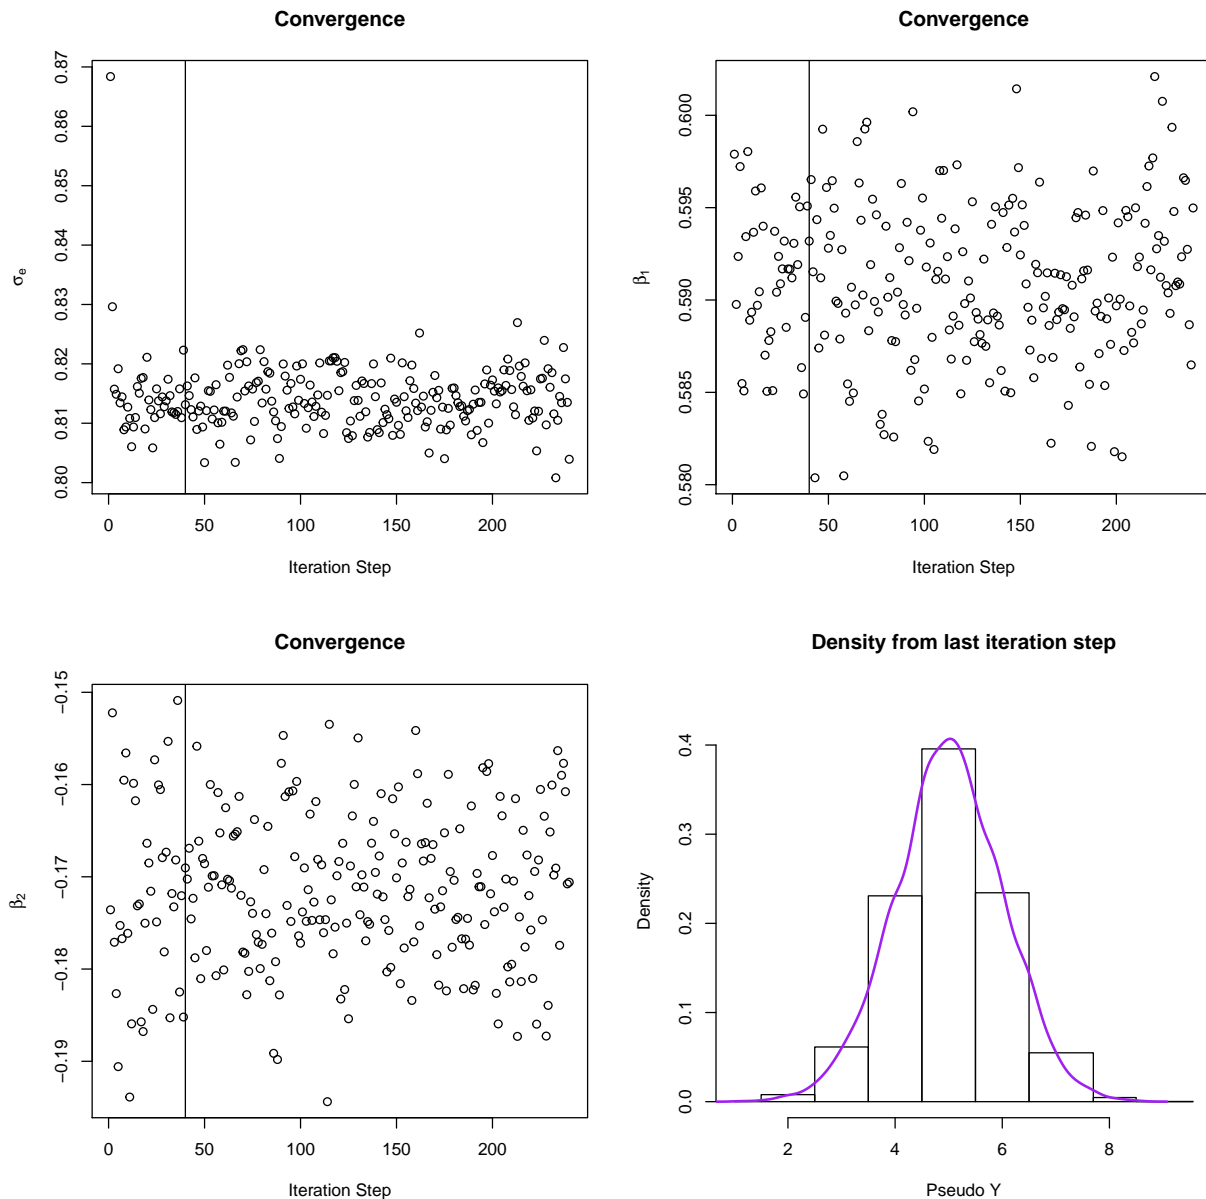 Convergence
0.80 0.81 0.82 0.83 0.84 0.85 0.86 0.87
σe
0 50 100 150 200
Iteration Step
Convergence
0.580 0.585 0.590 0.595 0.600
β1
0 50 100 150 200
Iteration Step
Convergence
−0.19 −0.18 −0.17 −0.16 −0.15
β2
0 50 100 150 200
Iteration Step
Density from last iteration step
0.0 0.1 0.2 0.3 0.4
Density
2 4 6 8
Pseudo Y